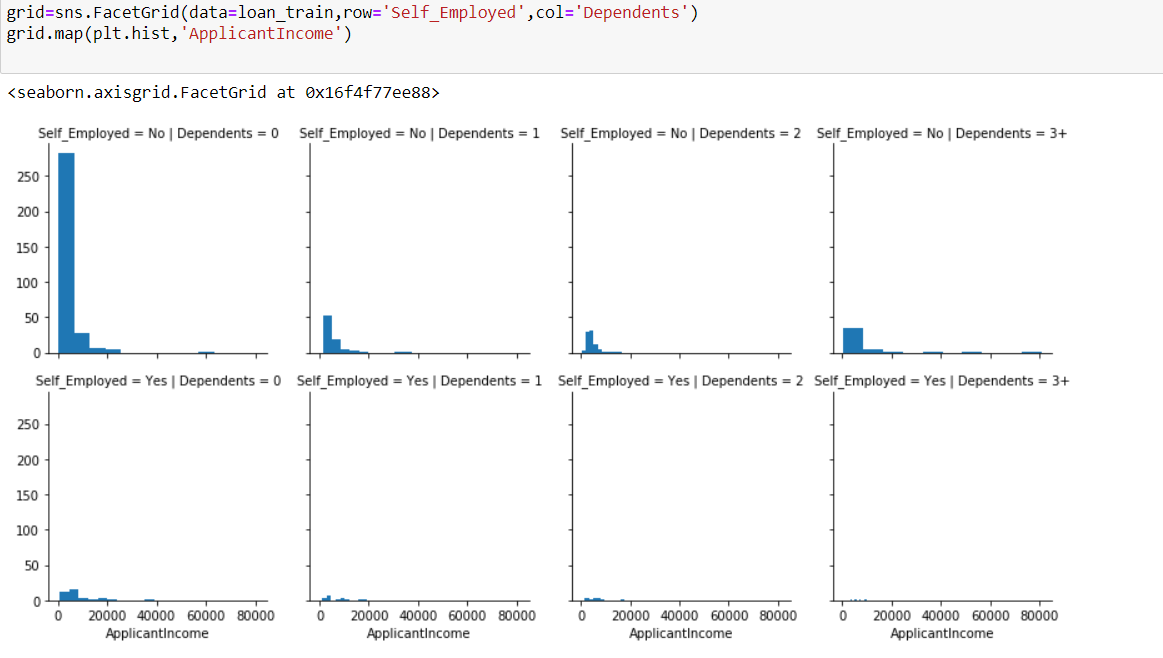 grid=sns.FacetGrid(data=loan_train,row='Self_Employed',col='Dependents')
grid.map(plt.hist,'ApplicantIncome')
<seaborn.axisgrid.FacetGrid at 0x16f4f77ee88>
Self_Employed = No | Dependents = 0 Self_Employed = No | Dependents = 1 Self_Employed = No | Dependents = 2 Self_Employed = No | Dependents = 3+
250
200
150
100
50
0
Self_Employed = Yes | Dependents = 0 Self_Employed = Yes | Dependents = 1 Self_Employed = Yes | Dependents = 2 Self_Employed = Yes | Dependents = 3+
250
200
150
100
50
0
0 20000 40000 60000 80000 0 20000 40000 60000 80000 0 20000 40000 60000 80000 0 20000 40000 60000 80000
ApplicantIncome ApplicantIncome ApplicantIncome ApplicantIncome